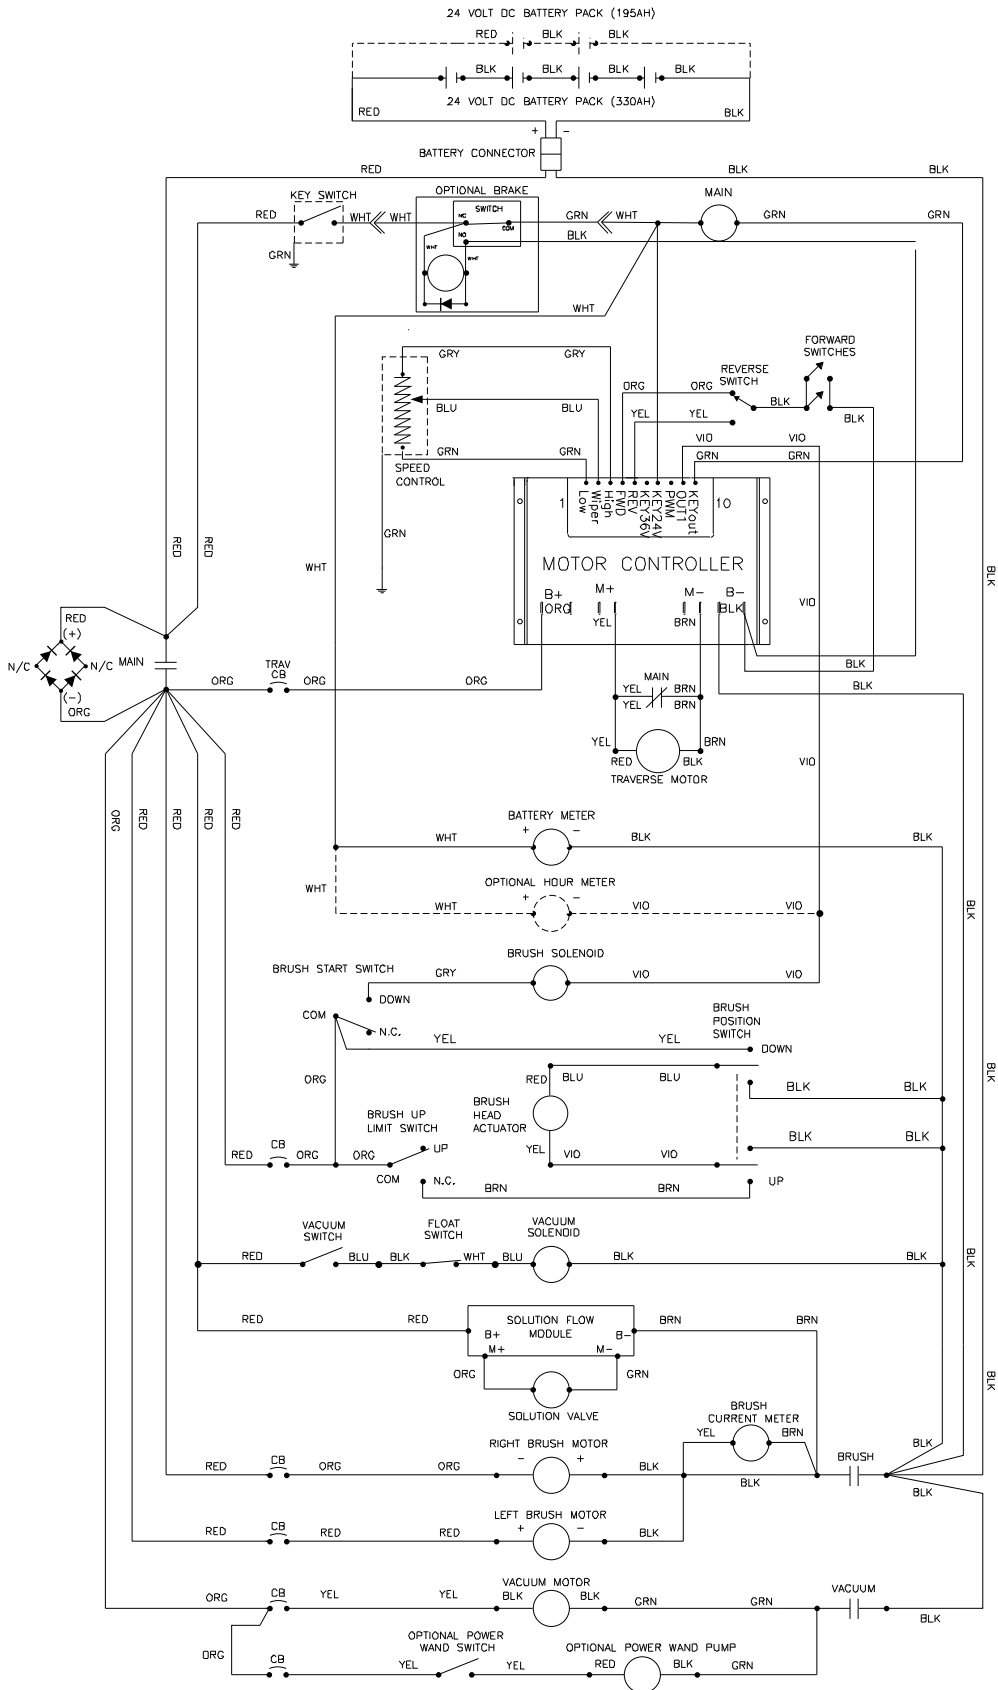 24 VOLT DC BATTERY PACK (195AH)
RED BLK BLK
BLK BLK BLK BLK
24 VOLT DC BATTERY PACK (330AH)
RED BLK
+ −
BATTERY CONNECTOR
RED BLK BLK
KEY SWITCH OPTIONAL BRAKE MAIN
SWITCH
RED WHT WHT NC COM GRN WHT GRN GRN
NO BLK
GRN WHT WHT
WHT
GRY GRY
FORWARD
SWITCHES
REVERSE
SWITCH
ORG ORG
BLU BLU YEL YEL BLK BLK
VIO VIO
GRN GRN GRN GRN
SPEED
CONTROL
1 Low Wiper High FWD REV KEY36V KEY24V PWM OUT1 KEYout 10
GRN
RED RED
WHT
MOTOR CONTROLLER
BLK
B+ M+ M- B-
ORG BLK
VIO
YEL BRN
RED
(+)
N/C N/C MAIN
(-)
ORG
TRAV
CB
ORG ORG ORG
BLK
BLK
MAIN
YEL BRN
YEL BRN
YEL BRN
RED BLK
TRAVERSE MOTOR
VIO
ORG RED RED RED RED
BATTERY METER
WHT + − BLK
OPTIONAL HOUR METER
WHT
WHT + − VIO VIO
BLK
BRUSH SOLENOID
BRUSH START SWITCH
GRY VIO VIO
DOWN
COM N.C.
BRUSH
POSITION
SWITCH
YEL YEL
DOWN
ORG RED BLU BLU
BLK BLK
BLK
BRUSH
HEAD
ACTUATOR
BRUSH UP
LIMIT SWITCH
BLK BLK
CB UP YEL VIO VIO
RED ORG ORG
COM N.C. UP
BRN BRN
VACUUM
SWITCH
FLOAT
SWITCH
VACUUM
SOLENOID
RED BLU BLK WHT BLU BLK BLK
BLK
RED RED SOLUTION FLOW
MODULE
BRN BRN
B+ B-
M+ M-
ORG GRN
SOLUTION VALVE
BLK
BRUSH
CURRENT METER
YEL BRN
RIGHT BRUSH MOTOR
BLK
− +
BRUSH
RED CB ORG ORG BLK
BLK
BLK
LEFT BRUSH MOTOR
+ −
RED CB RED RED BLK
VACUUM MOTOR
VACUUM
ORG CB YEL YEL BLK BLK GRN GRN
BLK
OPTIONAL POWER
WAND SWITCH
OPTIONAL POWER WAND PUMP
ORG CB YEL YEL RED BLK GRN